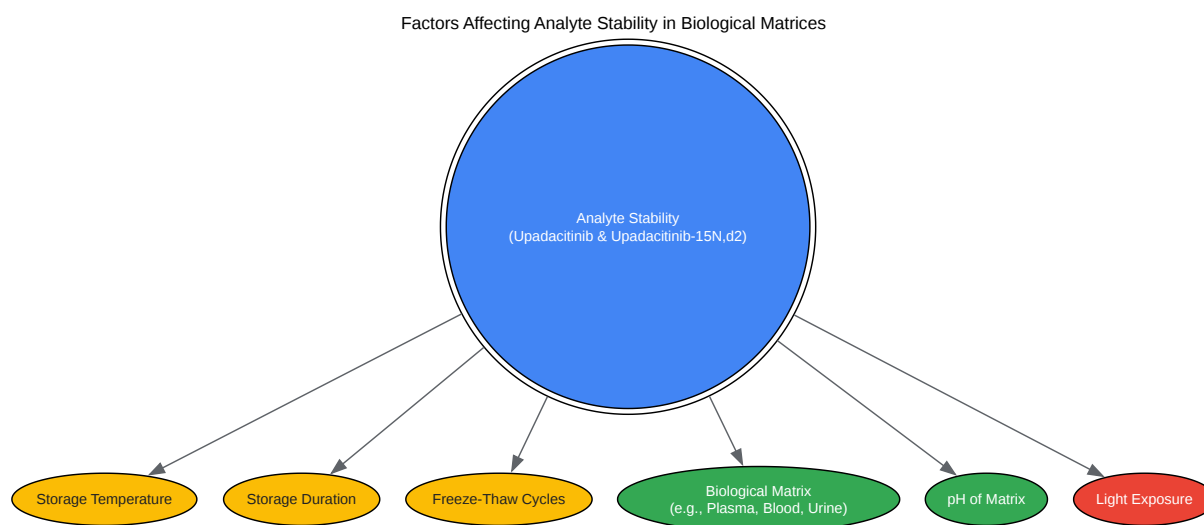 Factors Affecting Analyte Stability in Biological Matrices
Analyte Stability
(Upadacitinib & Upadacitinib-15N,d2)
Storage Temperature
Storage Duration
Freeze-Thaw Cycles
Biological Matrix
(e.g., Plasma, Blood, Urine)
pH of Matrix
Light Exposure